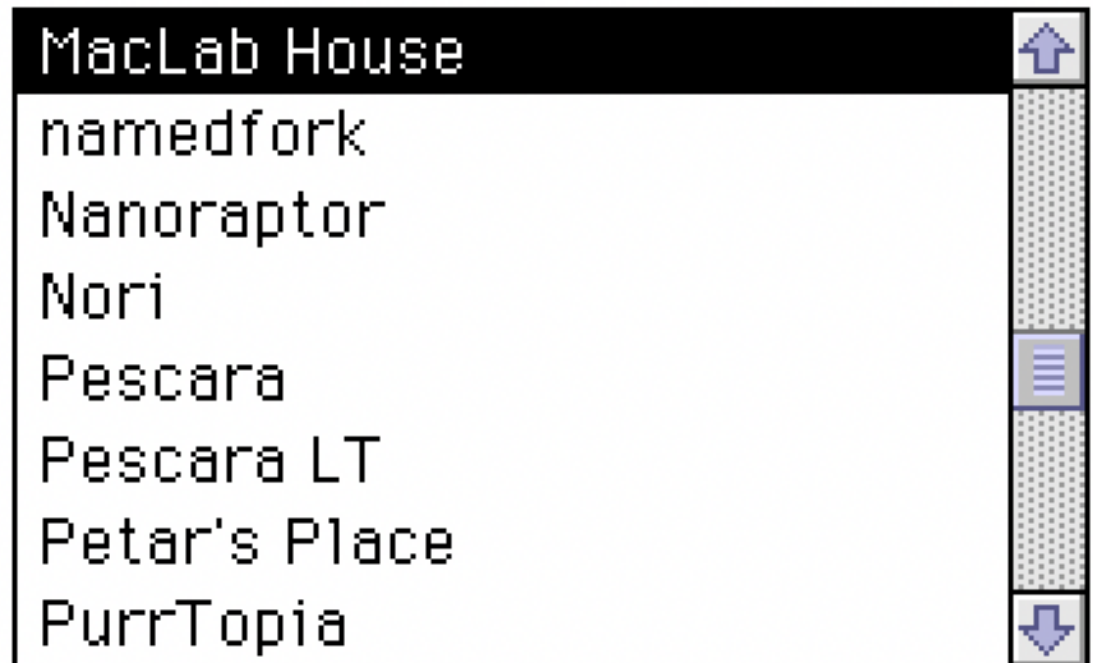 MacLab House
namedfork
Nanoraptor
Nori
Pescara
Pescara LT
Petar's Place
PurrTopia